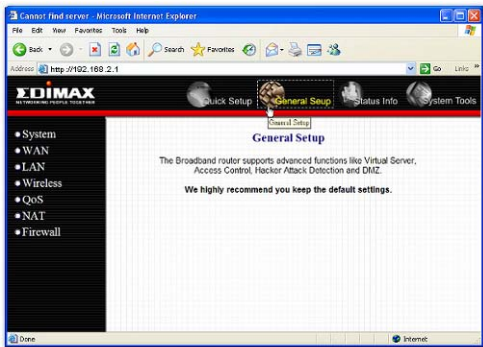 Cannot find server - Microsoft Internet Explorer
File Edit View Favorites Tools Help
Back Search Favorites
Address http://192.168.2.1 Go Links »
EDIMAX
NETWORKING PEOPLE TOGETHER
Quick Setup General Seup Status Info System Tools
General Setup
System
WAN
LAN
Wireless
QoS
NAT
Firewall
General Setup
The Broadband router supports advanced functions like Virtual Server,
Access Control, Hacker Attack Detection and DMZ.
We highly recommend you keep the default settings.
Done Internet